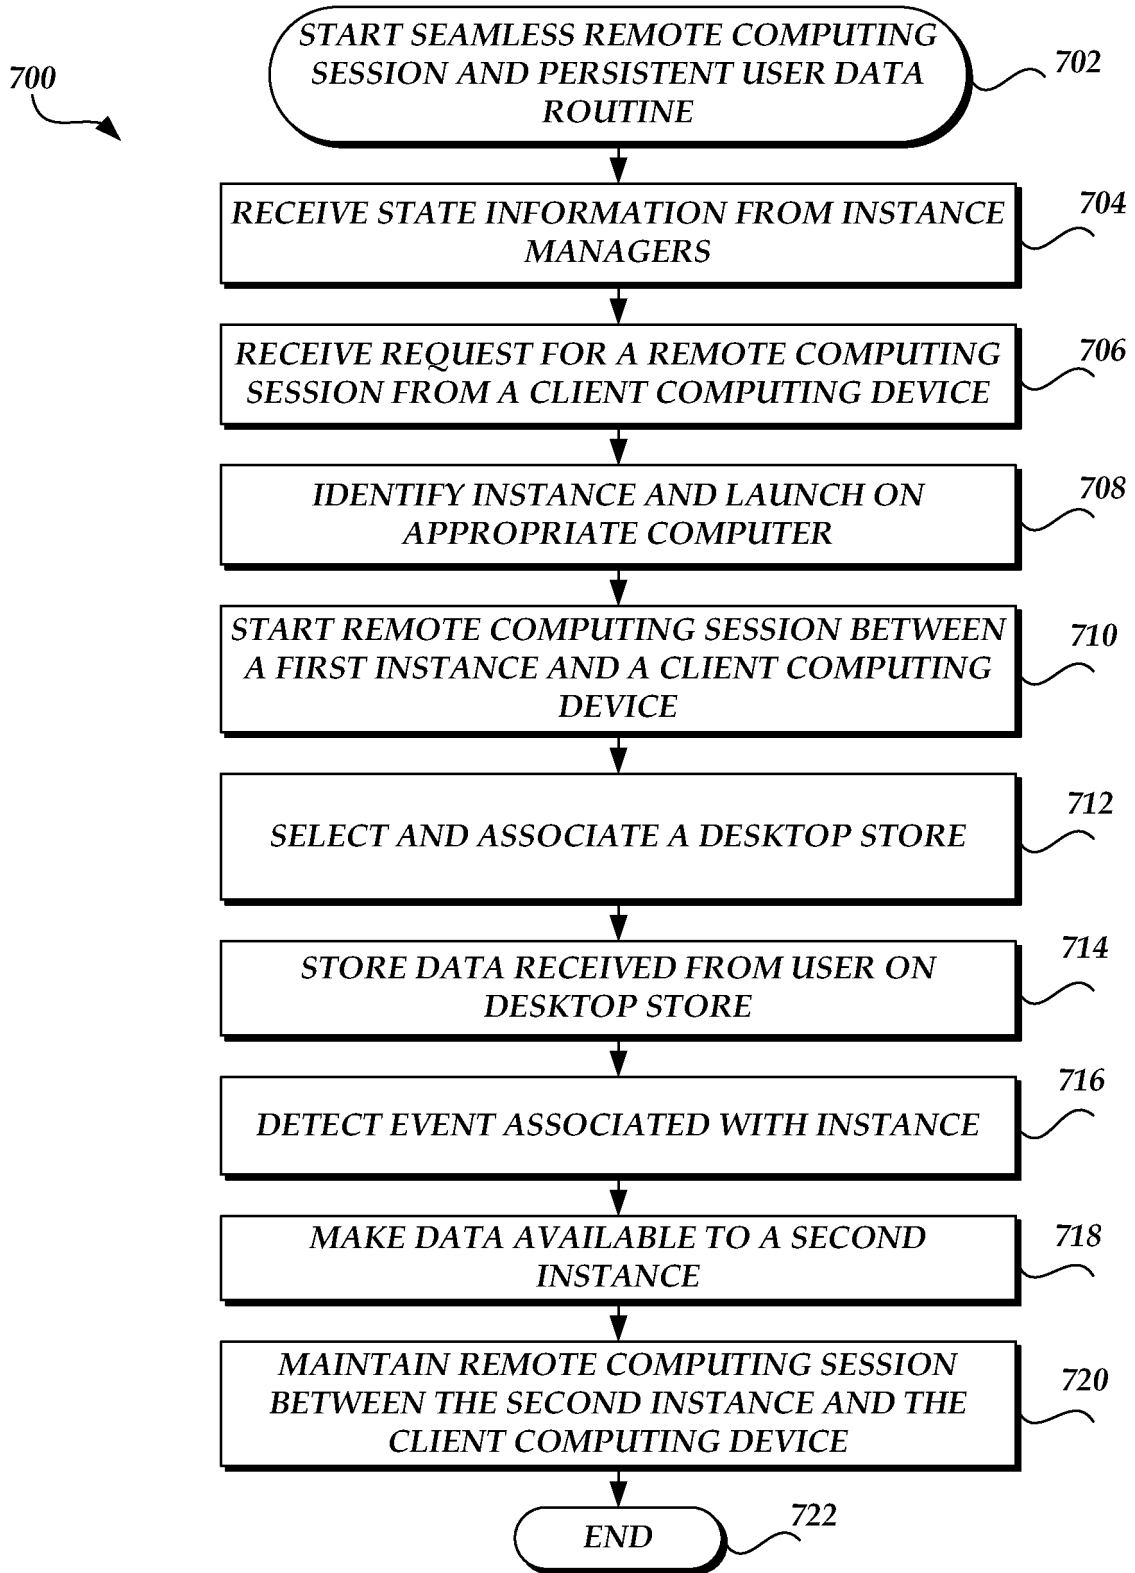 700
START SEAMLESS REMOTE COMPUTING
SESSION AND PERSISTENT USER DATA
ROUTINE
702
RECEIVE STATE INFORMATION FROM INSTANCE
MANAGERS
704
RECEIVE REQUEST FOR A REMOTE COMPUTING
SESSION FROM A CLIENT COMPUTING DEVICE
706
IDENTIFY INSTANCE AND LAUNCH ON
APPROPRIATE COMPUTER
708
START REMOTE COMPUTING SESSION BETWEEN
A FIRST INSTANCE AND A CLIENT COMPUTING
DEVICE
710
SELECT AND ASSOCIATE A DESKTOP STORE
712
STORE DATA RECEIVED FROM USER ON
DESKTOP STORE
714
DETECT EVENT ASSOCIATED WITH INSTANCE
716
MAKE DATA AVAILABLE TO A SECOND
INSTANCE
718
MAINTAIN REMOTE COMPUTING SESSION
BETWEEN THE SECOND INSTANCE AND THE
CLIENT COMPUTING DEVICE
720
END
722